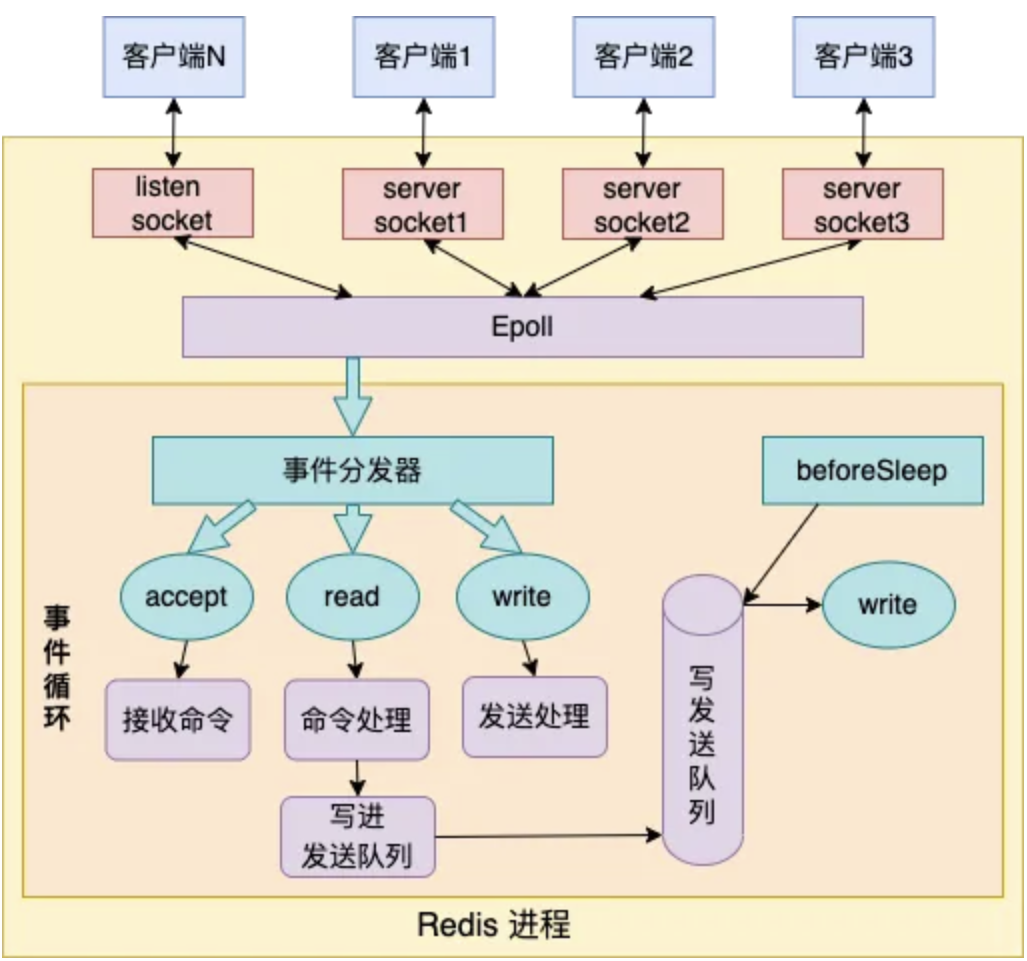 客户端N
客户端1
客户端2
客户端3
listen
socket
server
socket1
server
socket2
server
socket3
Epoll
事件分发器
beforeSleep
accept
read
write
write
事件循环
接收命令
命令处理
发送处理
写发送队列
写进
发送队列
Redis 进程